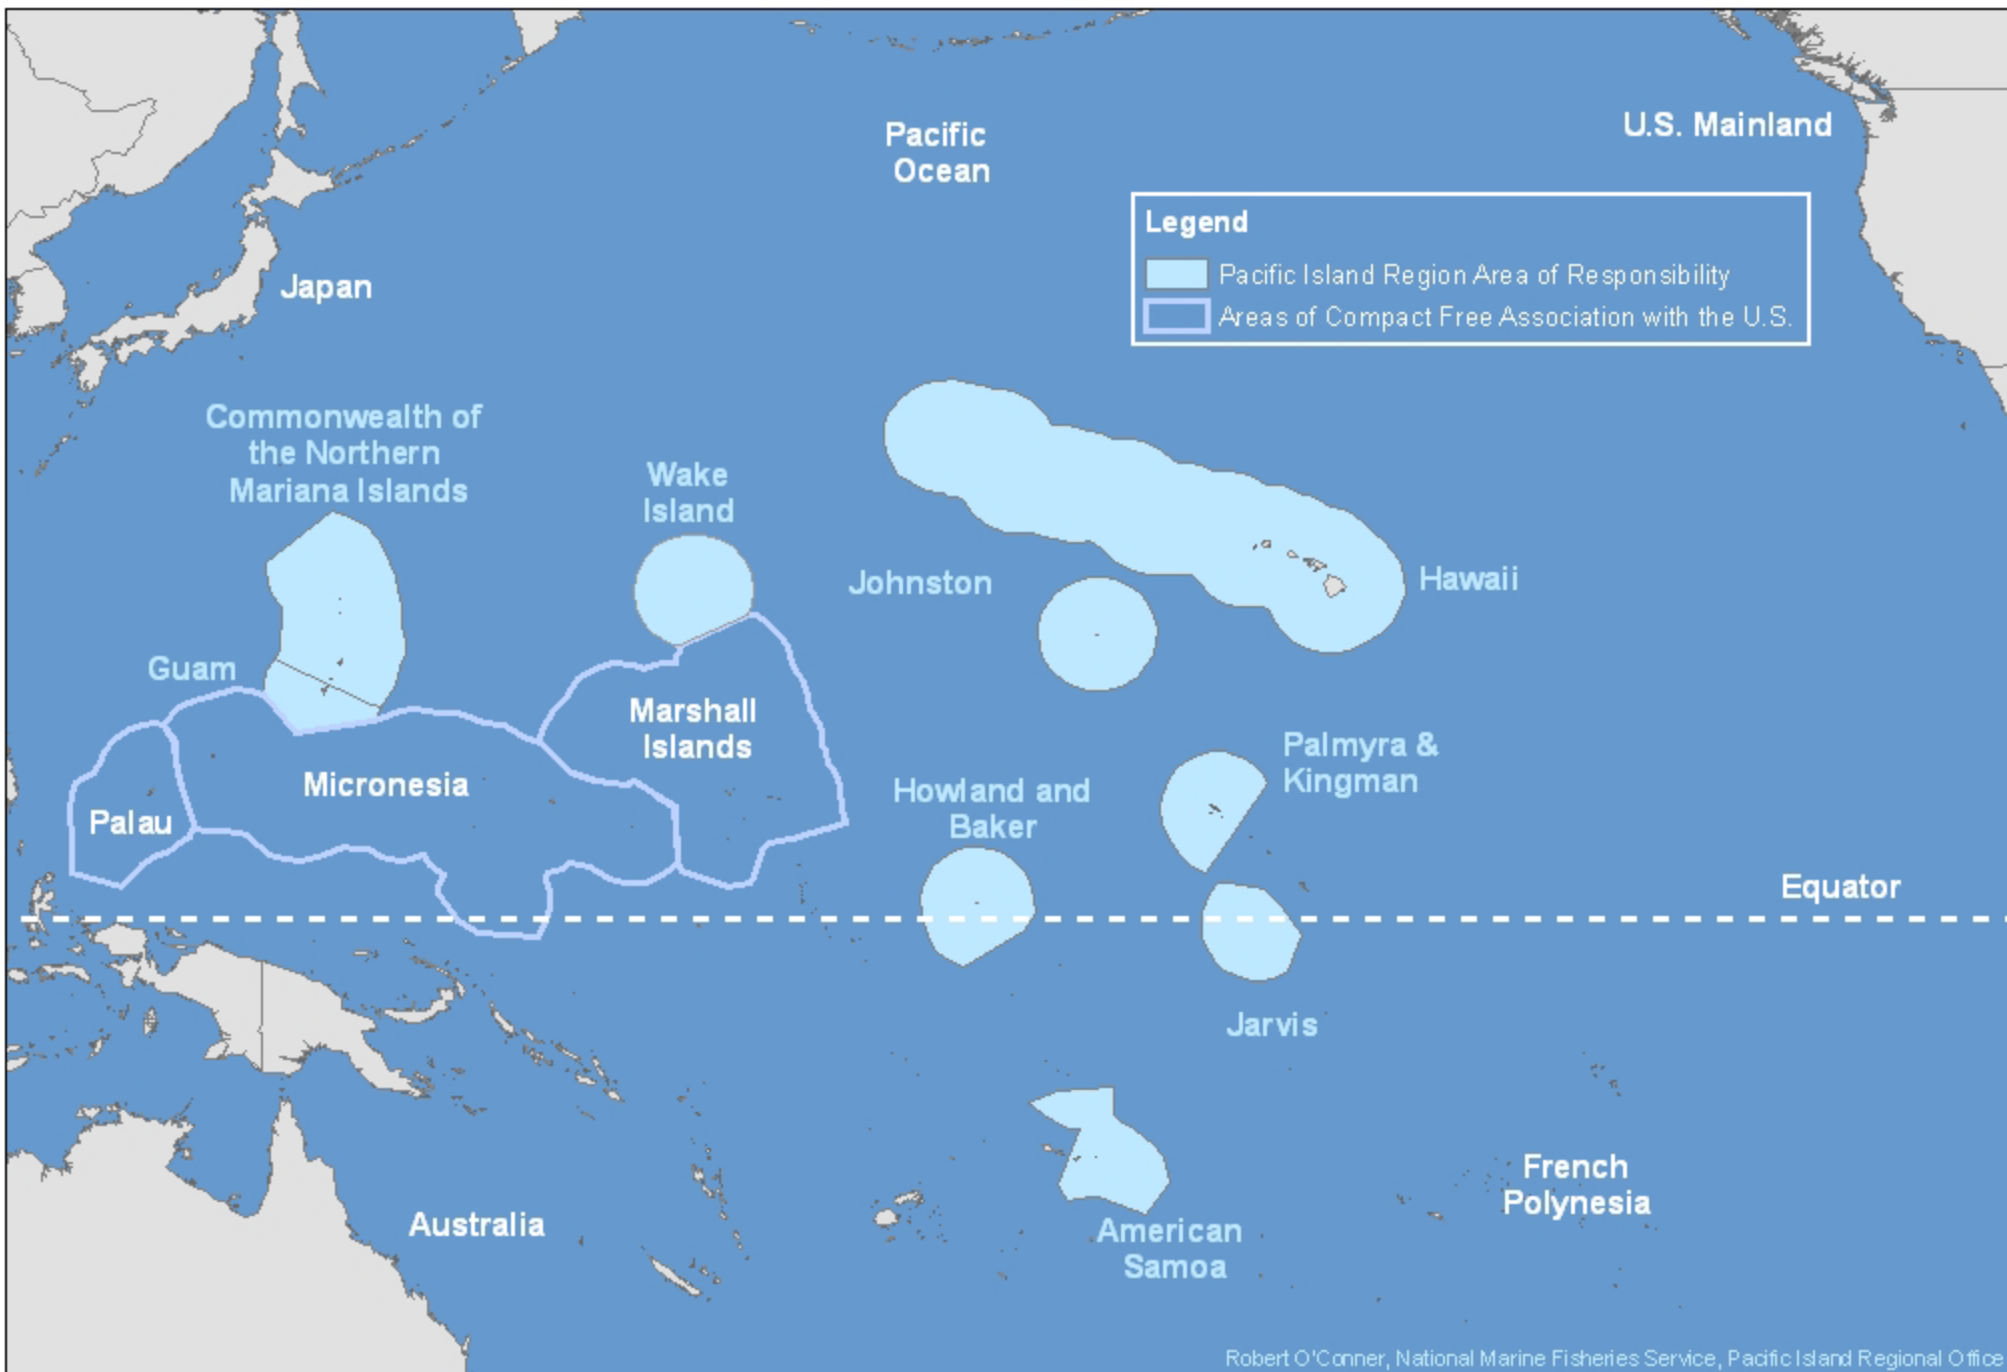 Pacific
Ocean
U.S. Mainland
Legend
Pacific Island Region Area of Responsibility
Areas of Compact Free Association with the U.S.
Japan
Commonwealth of
the Northern
Mariana Islands
Wake
Island
Johnston
Hawaii
Guam
Marshall
Islands
Micronesia
Palau
Palmyra &
Kingman
Howland and
Baker
Equator
Jarvis
French
Polynesia
Australia
American
Samoa
Robert O'Conner, National Marine Fisheries Service, Pacific Island Regional Office